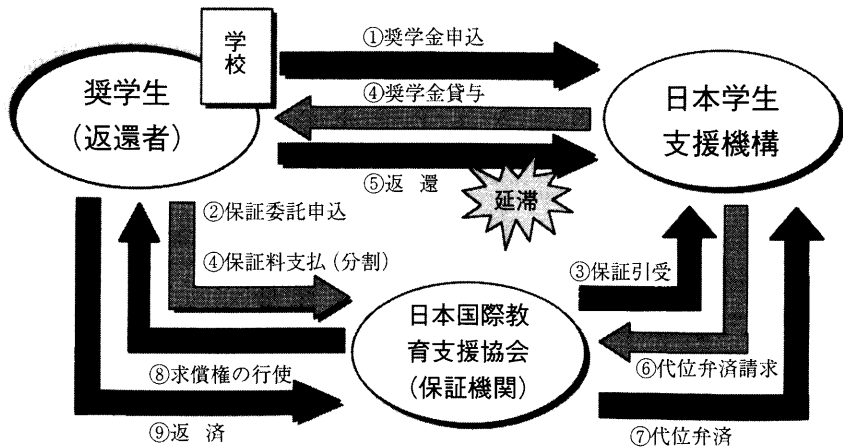 学校
①奨学金申込
奨学生
（返還者）
④奨学金貸与
日本学生
支援機構
⑤返 還
延滞
②保証委託申込
④保証料支払（分割）
③保証引受
日本国際教
育支援協会
（保証機関）
⑧求償権の行使
⑥代位弁済請求
⑨返 済
⑦代位弁済